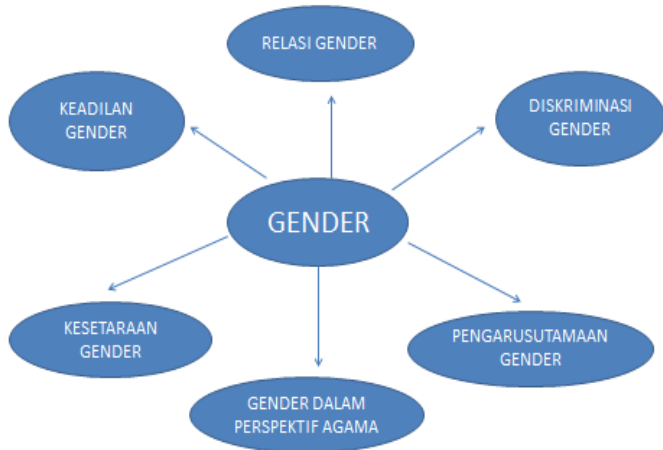 RELASI GENDER
KEADILAN
GENDER
DISKRIMINASI
GENDER
GENDER
KESETARAAN
GENDER
PENGARUSUTAMAAN
GENDER
GENDER DALAM
PERSPEKTIF AGAMA